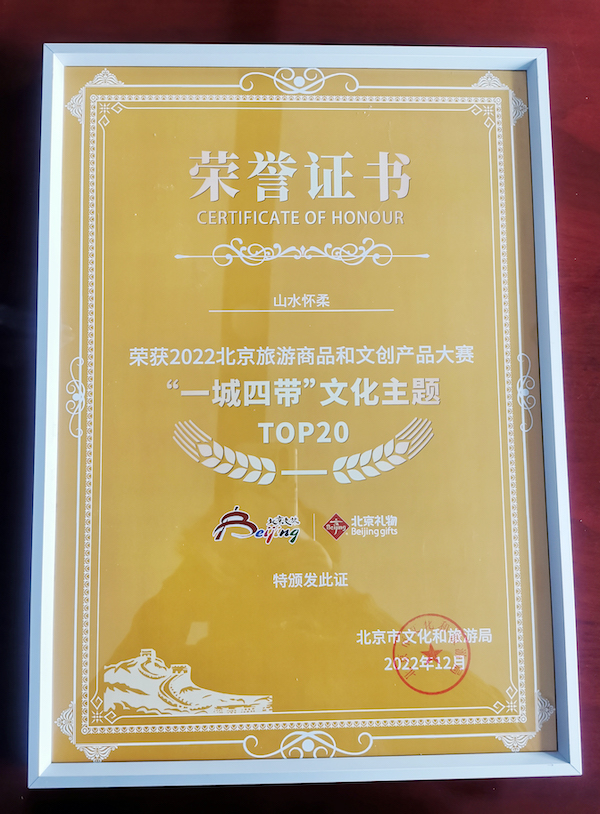 荣誉证书
CERTIFICATE OF HONOUR
山水怀柔
荣获2022北京旅游商品和文创产品大赛
“一城四带”文化主题
TOP20
Beijing
北京礼物
Beijing gifts
特颁发此证
北京市文化和旅游局
2022年12月